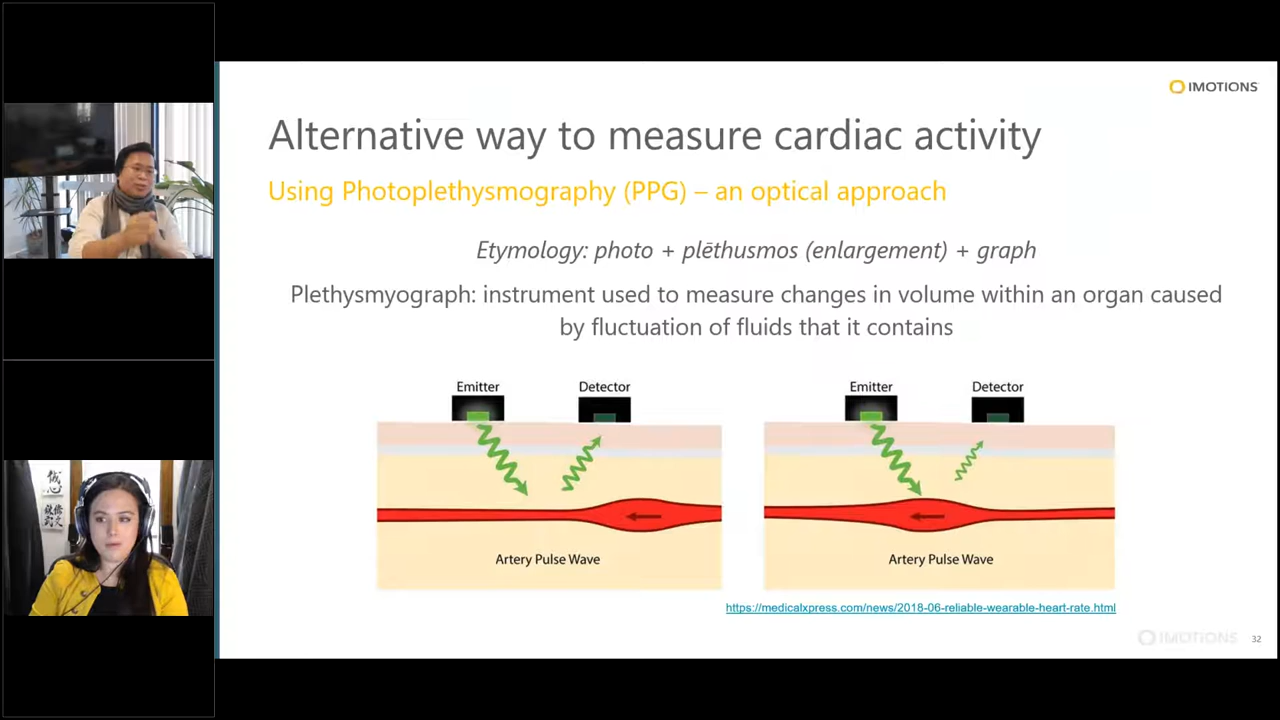 IMOTIONS
Alternative way to measure cardiac activity
Using Photoplethysmography (PPG) – an optical approach
Etymology: photo + plēthusmos (enlargement) + graph
Plethysmyograph: instrument used to measure changes in volume within an organ caused
by fluctuation of fluids that it contains
Emitter
Detector
Emitter
Detector
Artery Pulse Wave
Artery Pulse Wave
https://medicalxpress.com/news/2018-06-reliable-wearable-heart-rate.html
IMOTIONS
32